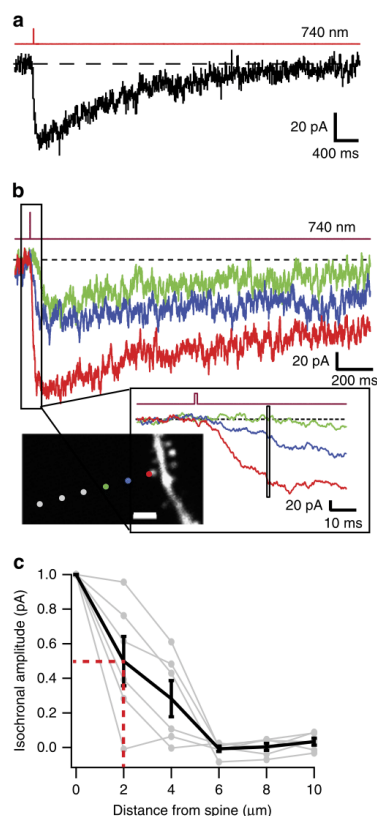 a
740 nm
20 pA
400 ms
b
740 nm
20 pA
200 ms
20 pA
10 ms
c
1.0
0.8
0.6
0.4
0.2
0.0
Isochronal amplitude (pA)
0 2 4 6 8 10
Distance from spine (μm)